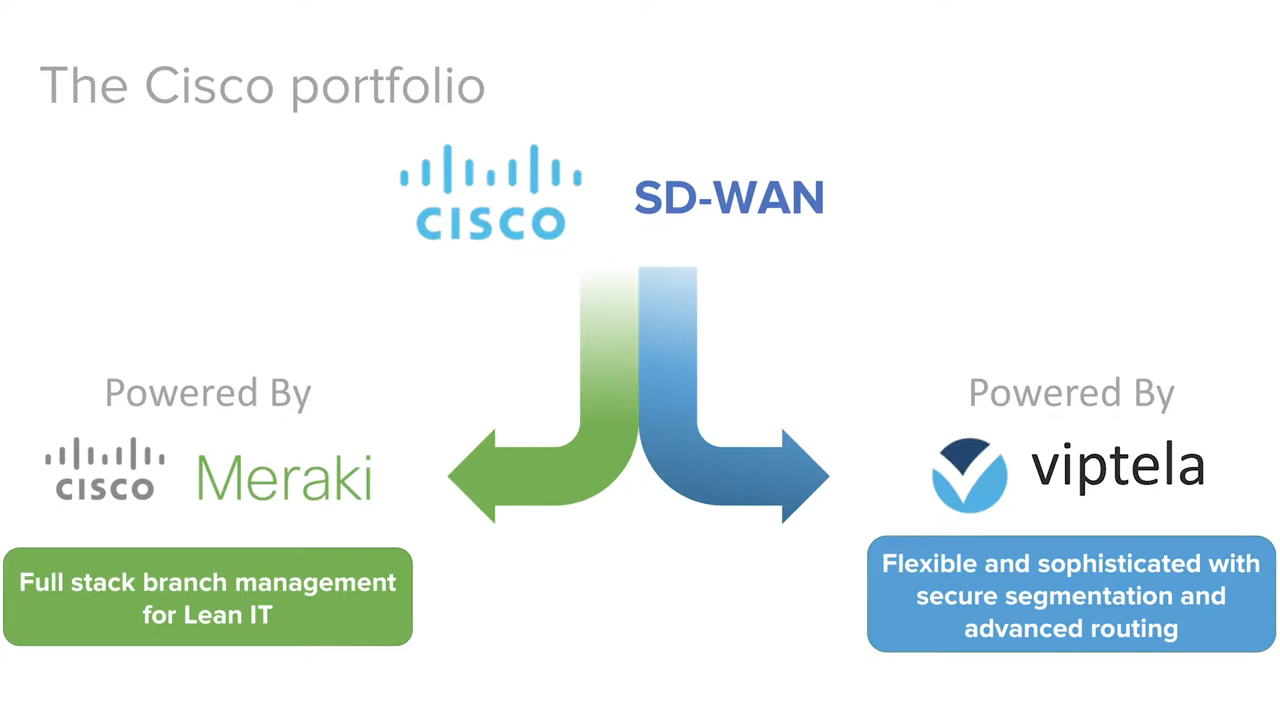 The Cisco portfolio
CISCO
SD-WAN
Powered By
CISCO Meraki
Full stack branch management
for Lean IT
Powered By
viptela
Flexible and sophisticated with
secure segmentation and
advanced routing